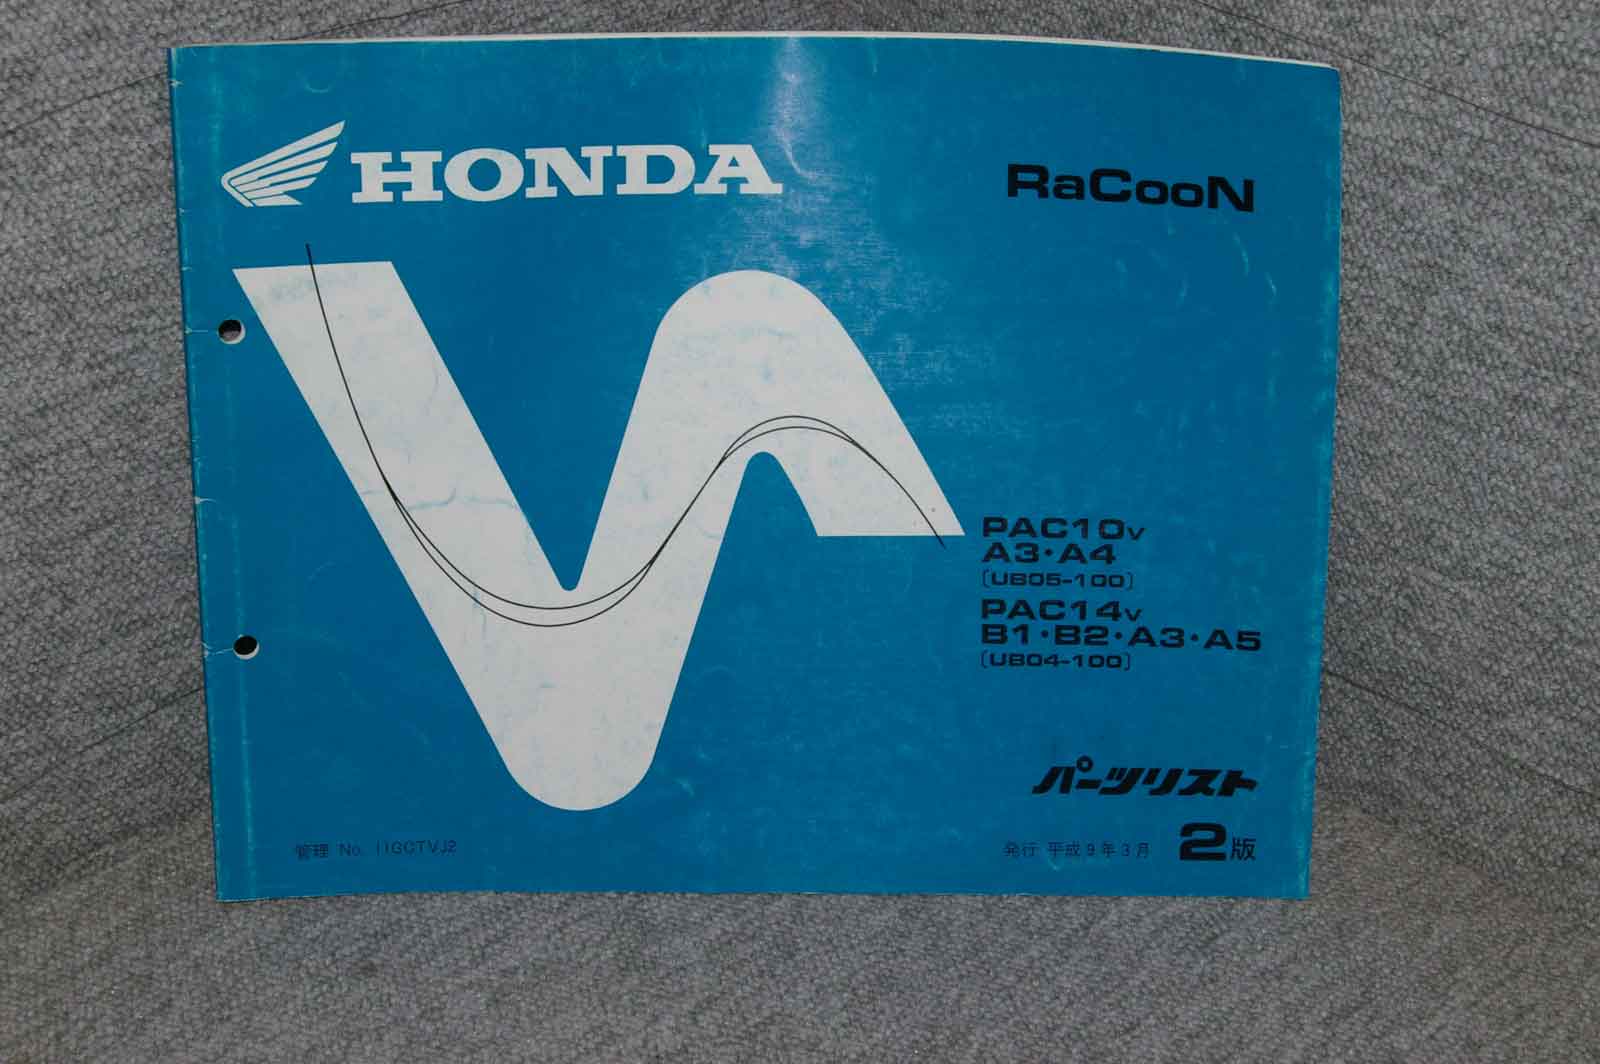 HONDA
RaCooN
PAC10V
A3・A4
(UB05-100)
PAC14V
B1・B2・A3・A5
(UB04-100)
パーツリスト
管理 No. 11GCTVJ2
発行 平成9年3月 2版